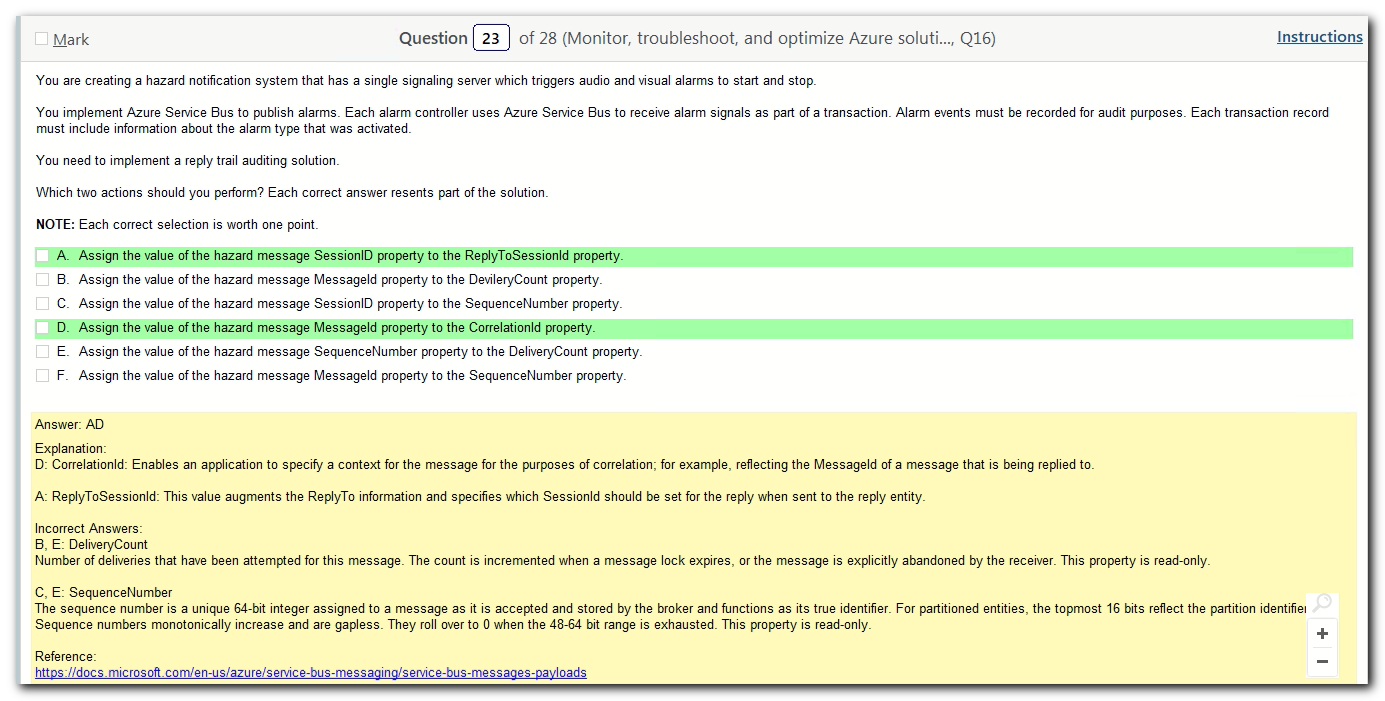 Mark
Question 23 of 28 (Monitor, troubleshoot, and optimize Azure soluti..., Q16)
Instructions
You are creating a hazard notification system that has a single signaling server which triggers audio and visual alarms to start and stop.
You implement Azure Service Bus to publish alarms. Each alarm controller uses Azure Service Bus to receive alarm signals as part of a transaction. Alarm events must be recorded for audit purposes. Each transaction record
must include information about the alarm type that was activated.
You need to implement a reply trail auditing solution.
Which two actions should you perform? Each correct answer resents part of the solution.
NOTE: Each correct selection is worth one point.
A. Assign the value of the hazard message SessionID property to the ReplyToSessionId property.
B. Assign the value of the hazard message MessageId property to the DevileryCount property.
C. Assign the value of the hazard message SessionID property to the SequenceNumber property.
D. Assign the value of the hazard message MessageId property to the CorrelationId property.
E. Assign the value of the hazard message SequenceNumber property to the DeliveryCount property.
F. Assign the value of the hazard message MessageId property to the SequenceNumber property.
Answer: AD
Explanation:
D: CorrelationId: Enables an application to specify a context for the message for the purposes of correlation; for example, reflecting the MessageId of a message that is being replied to.
A: ReplyToSessionId: This value augments the ReplyTo information and specifies which SessionId should be set for the reply when sent to the reply entity.
Incorrect Answers:
B, E: DeliveryCount
Number of deliveries that have been attempted for this message. The count is incremented when a message lock expires, or the message is explicitly abandoned by the receiver. This property is read-only.
C, E: SequenceNumber
The sequence number is a unique 64-bit integer assigned to a message as it is accepted and stored by the broker and functions as its true identifier. For partitioned entities, the topmost 16 bits reflect the partition identifier
Sequence numbers monotonically increase and are gapless. They roll over to 0 when the 48-64 bit range is exhausted. This property is read-only.
Reference:
https://docs.microsoft.com/en-us/azure/service-bus-messaging/service-bus-messages-payloads